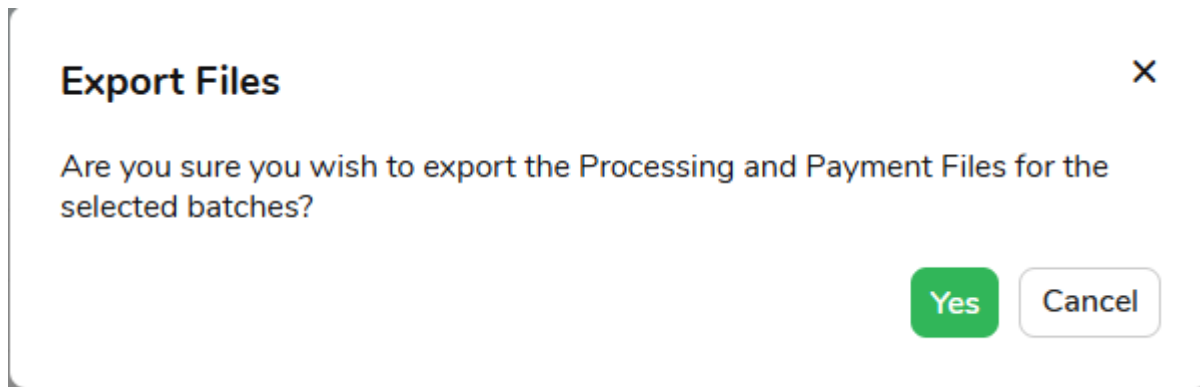 Export Files
Are you sure you wish to export the Processing and Payment Files for the
selected batches?
Yes
Cancel